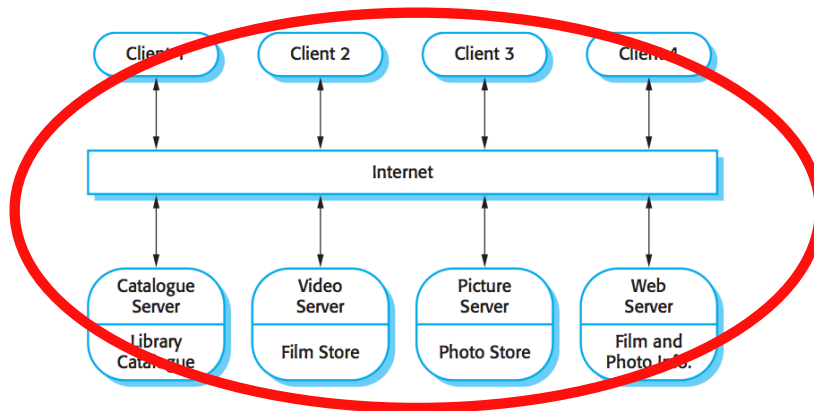 Client 1
Client 2
Client 3
Client 4
Internet
Catalogue
Server
Video
Server
Picture
Server
Web
Server
Library
Catalogue
Film Store
Photo Store
Film and
Photo Info.